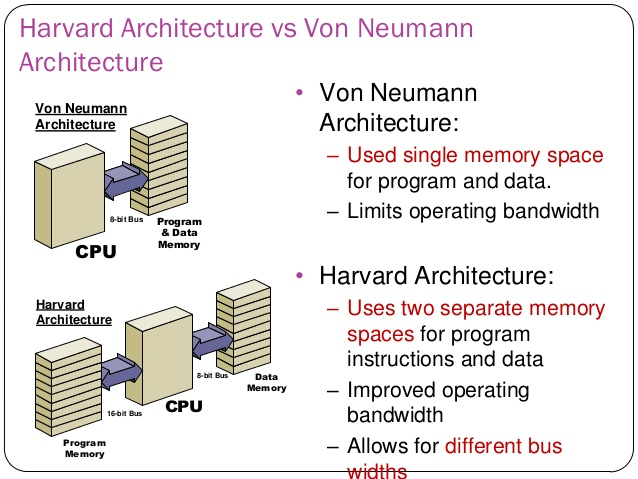 Harvard Architecture vs Von Neumann
Architecture
Von Neumann
Architecture
8-bit Bus
Program
& Data
Memory
CPU
Harvard
Architecture
8-bit Bus
Data
Memory
CPU
16-bit Bus
Program
Memory
• Von Neumann
Architecture:
– Used single memory space
for program and data.
– Limits operating bandwidth
• Harvard Architecture:
– Uses two separate memory
spaces for program
instructions and data
– Improved operating
bandwidth
– Allows for different bus
widths